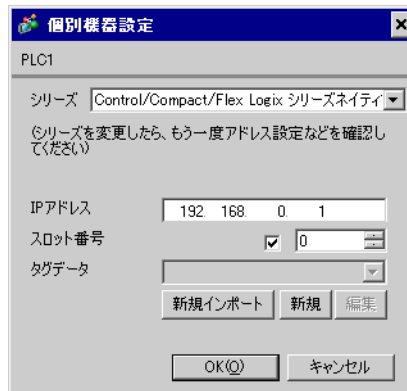 個別機器設定
PLC1
シリーズ Control/Compact/Flex Logix シリーズネイティ
(シリーズを変更したら、もう一度アドレス設定などを確認し
てください)
IPアドレス 192. 168. 0. 1
スロット番号 0
タグデータ
新規インポート 新規 編集
OK(O) キャンセル